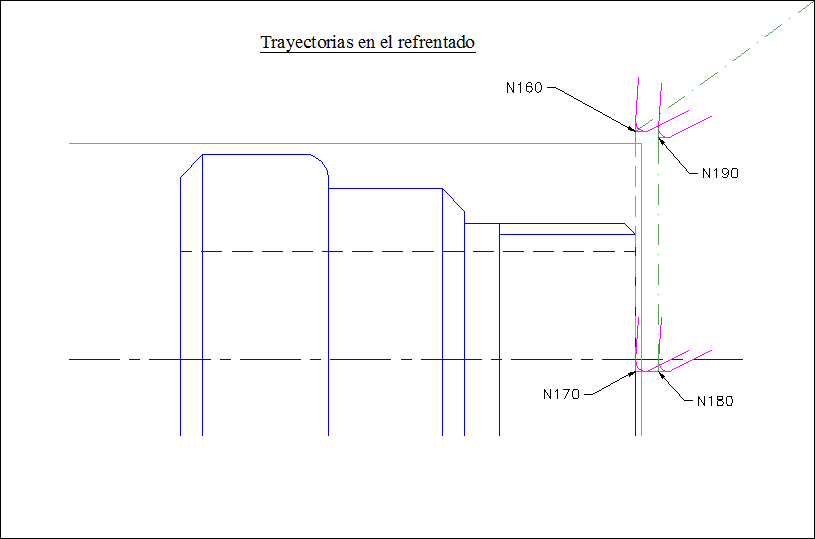 Trayectorias en el refrentado
N160
N190
N170
N180